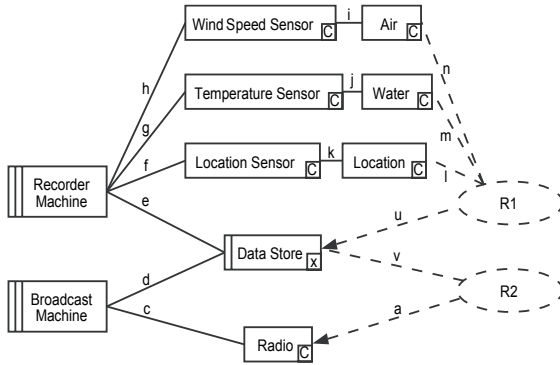 Wind Speed Sensor
C
i
Air
C
h
n
Temperature Sensor
C
j
Water
C
g
m
Location Sensor
C
k
Location
C
f
l
Recorder
Machine
e
R1
u
Data Store
X
v
d
Broadcast
Machine
c
R2
a
Radio
C